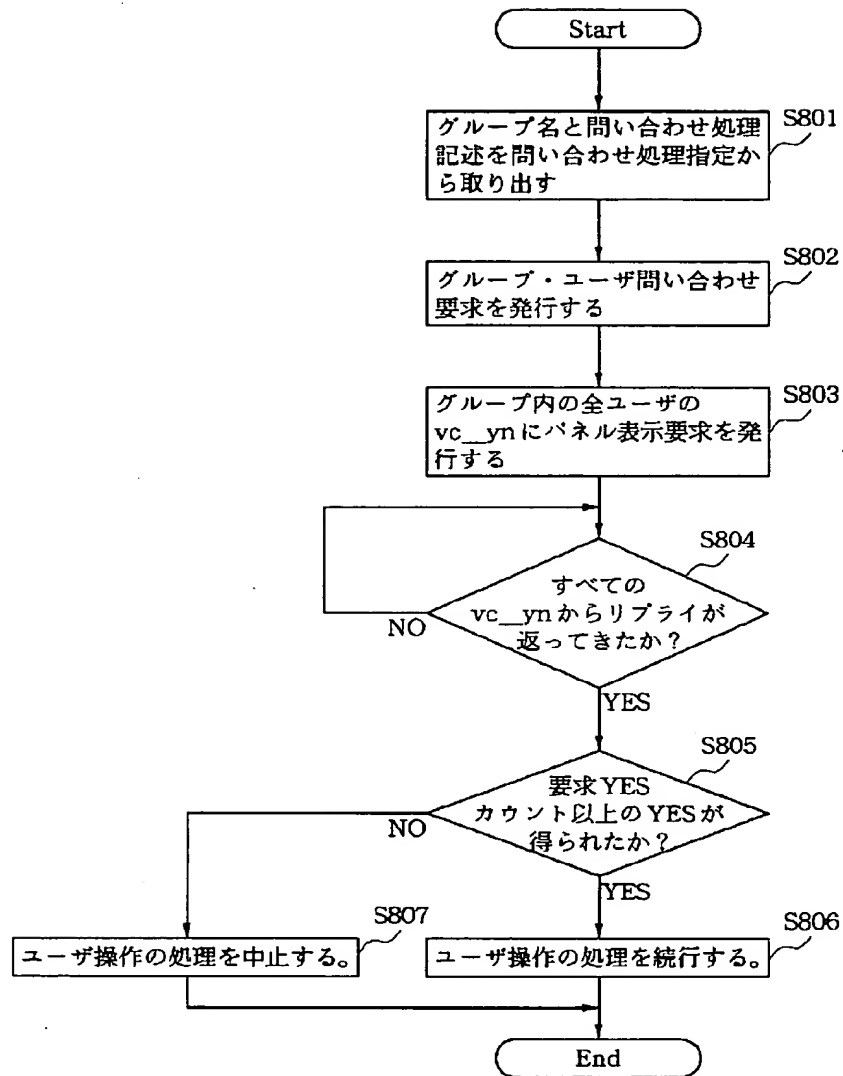 Start
S801
グループ名と問い合わせ処理
記述を問い合わせ処理指定か
ら取り出す
S802
グループ・ユーザ問い合わせ
要求を発行する
S803
グループ内の全ユーザの
vc__ynにパネル表示要求を発
行する
S804
すべての
vc__ynからリプライが
返ってきたか?
NO
YES
S805
要求YES
カウント以上のYESが
得られたか?
NO
YES
S807
ユーザ操作の処理を中止する。
S806
ユーザ操作の処理を続行する。
End